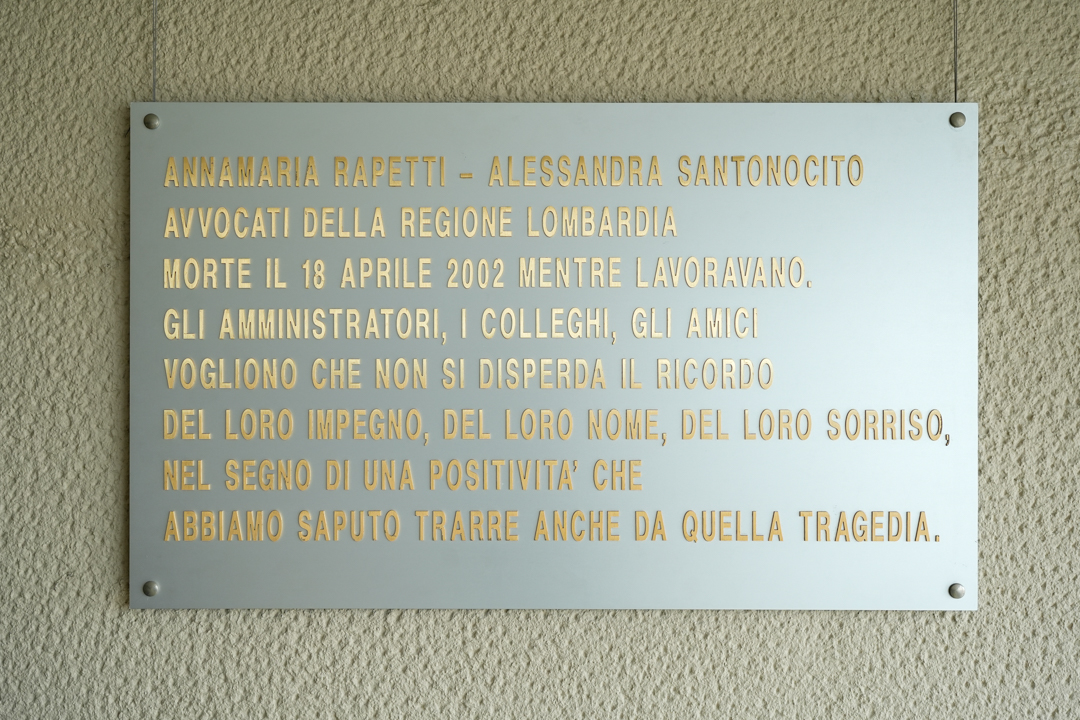 ANNAMARIA RAPETTI – ALESSANDRA SANTONOCITO
AVVOCATI DELLA REGIONE LOMBARDIA
MORTE IL 18 APRILE 2002 MENTRE LAVORAVANO.
GLI AMMINISTRATORI, I COLLEGHI, GLI AMICI
VOGLIONO CHE NON SI DISPERDA IL RICORDO
DEL LORO IMPEGNO, DEL LORO NOME, DEL LORO SORRISO,
NEL SEGNO DI UNA POSITIVITA' CHE
ABBIAMO SAPUTO TRARRE ANCHE DA QUELLA TRAGEDIA.